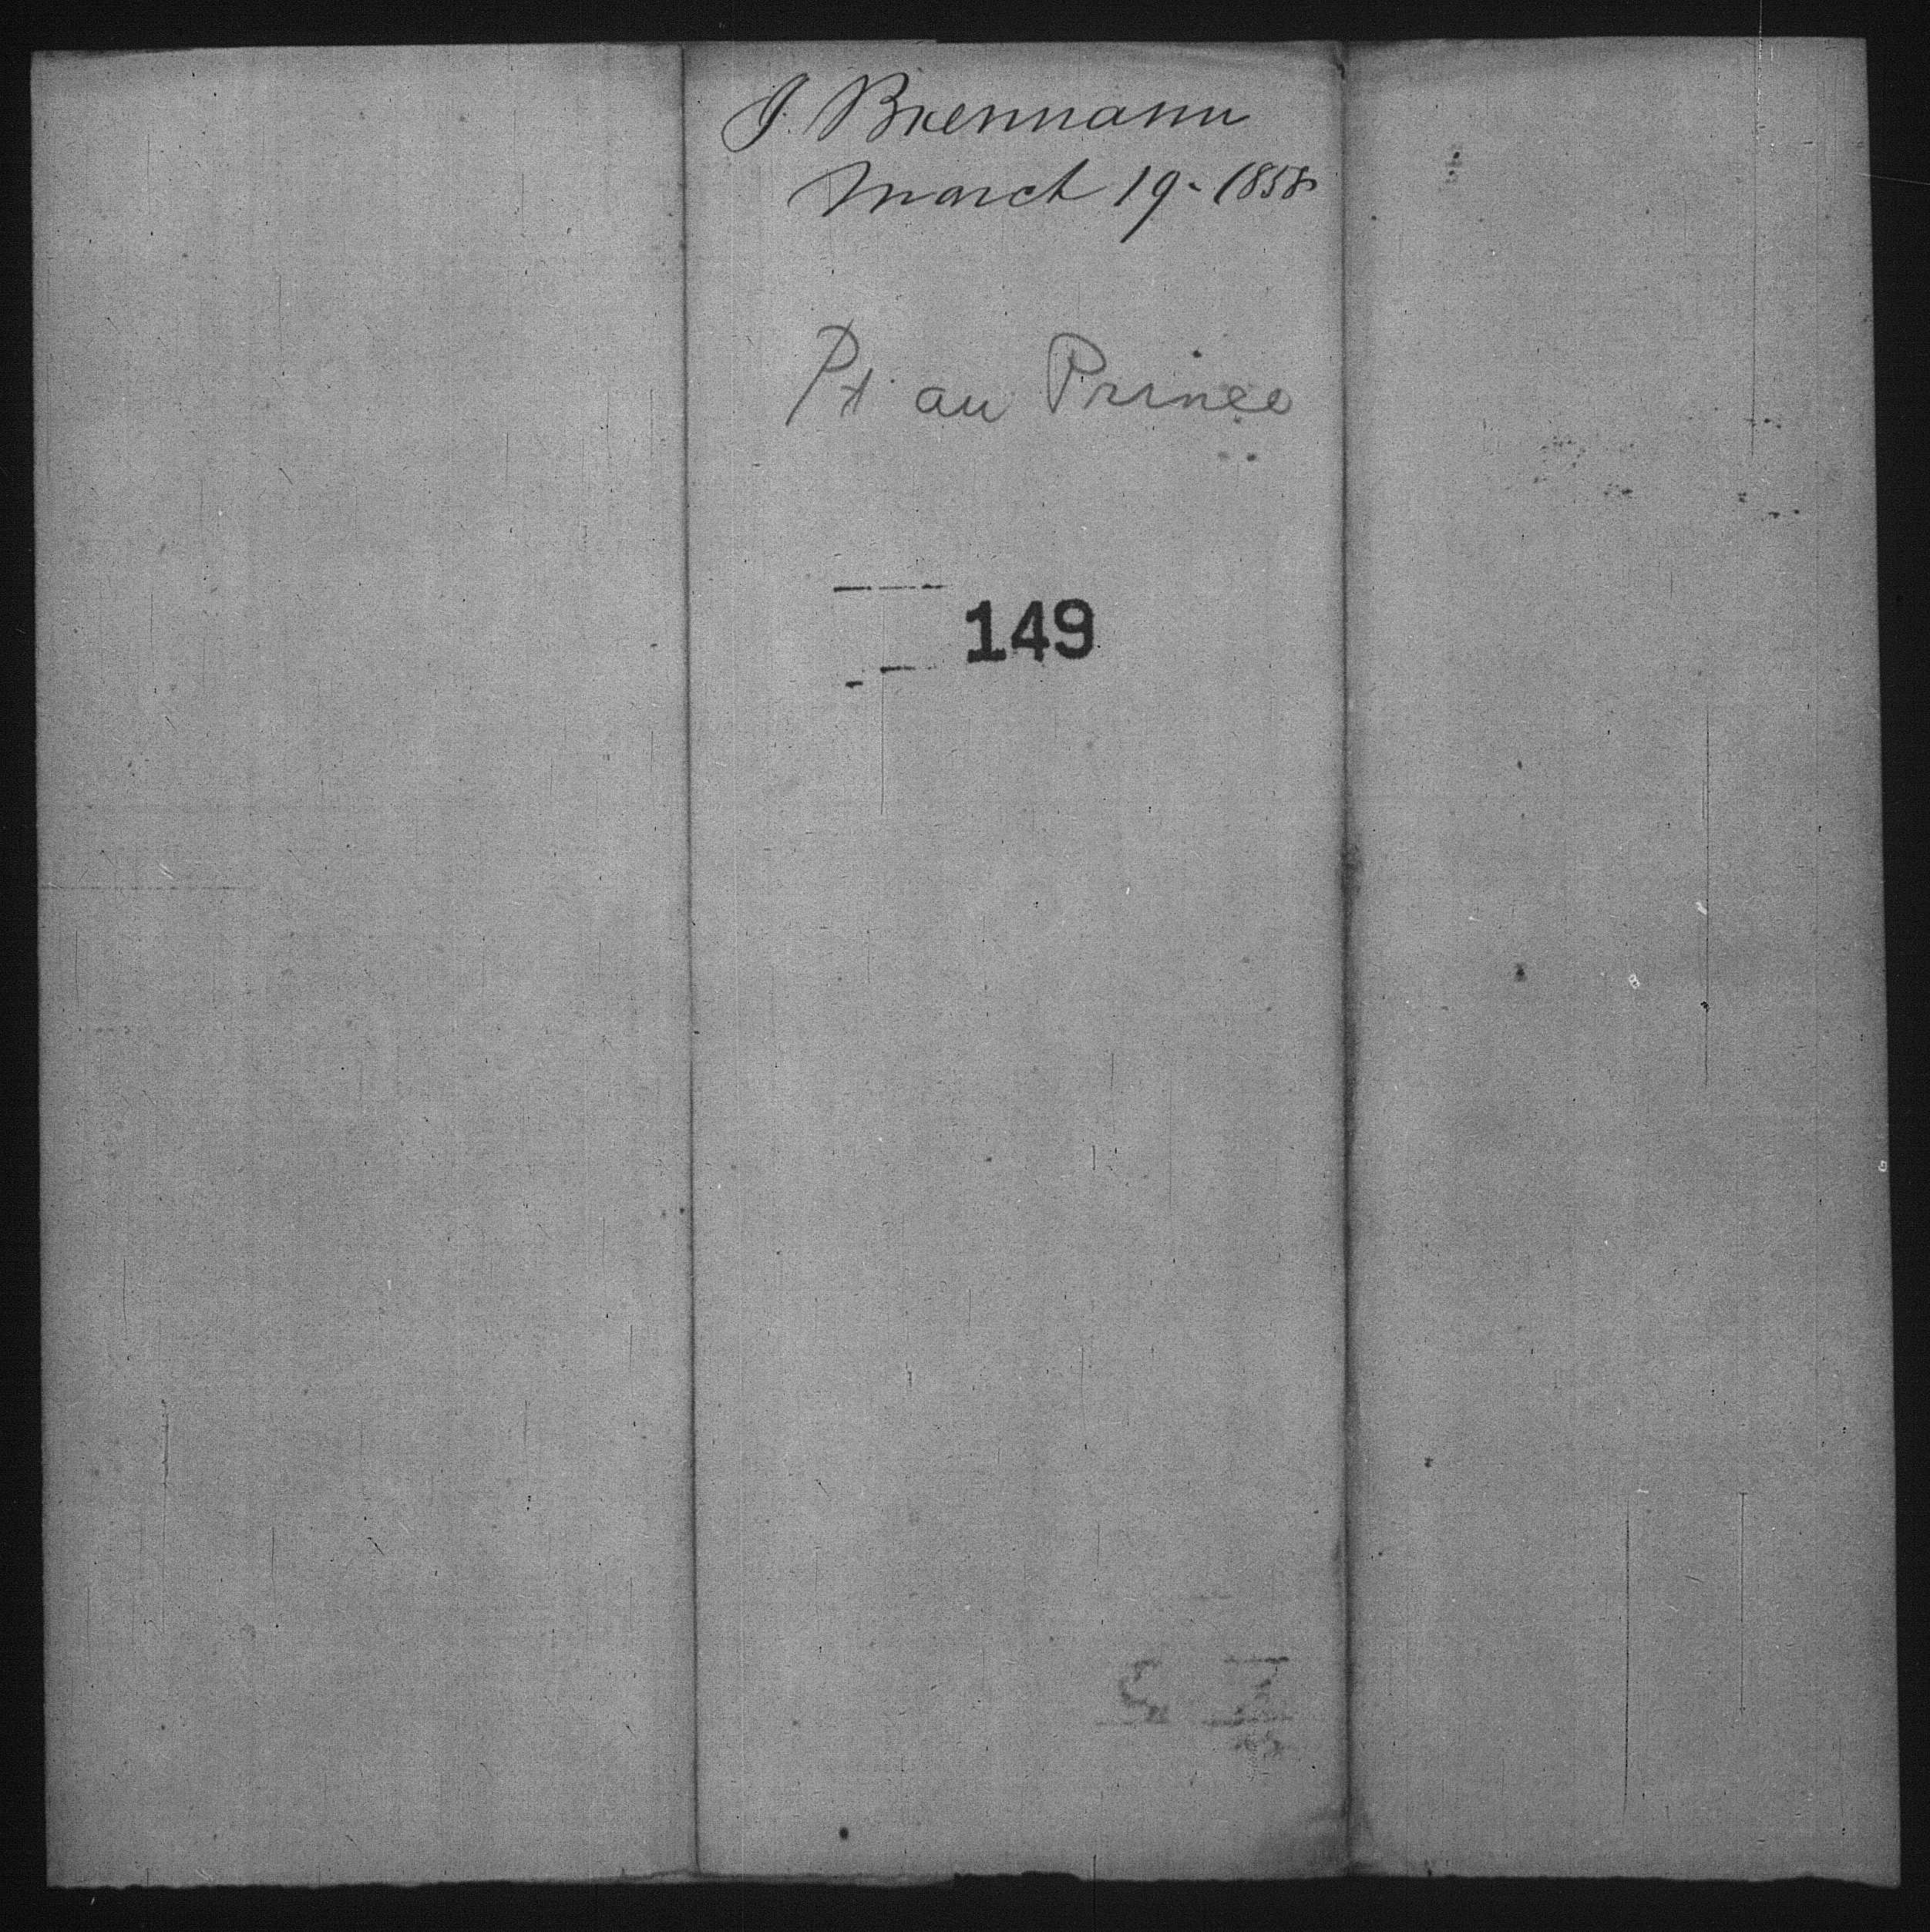 J. Brennann
March 19-1858
Pt au Prince
149